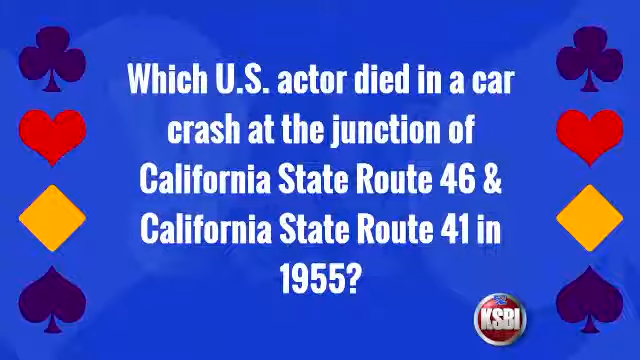 Which U.S. actor died in a car
crash at the junction of
California State Route 46 &
California State Route 41 in
1955?
KSBI